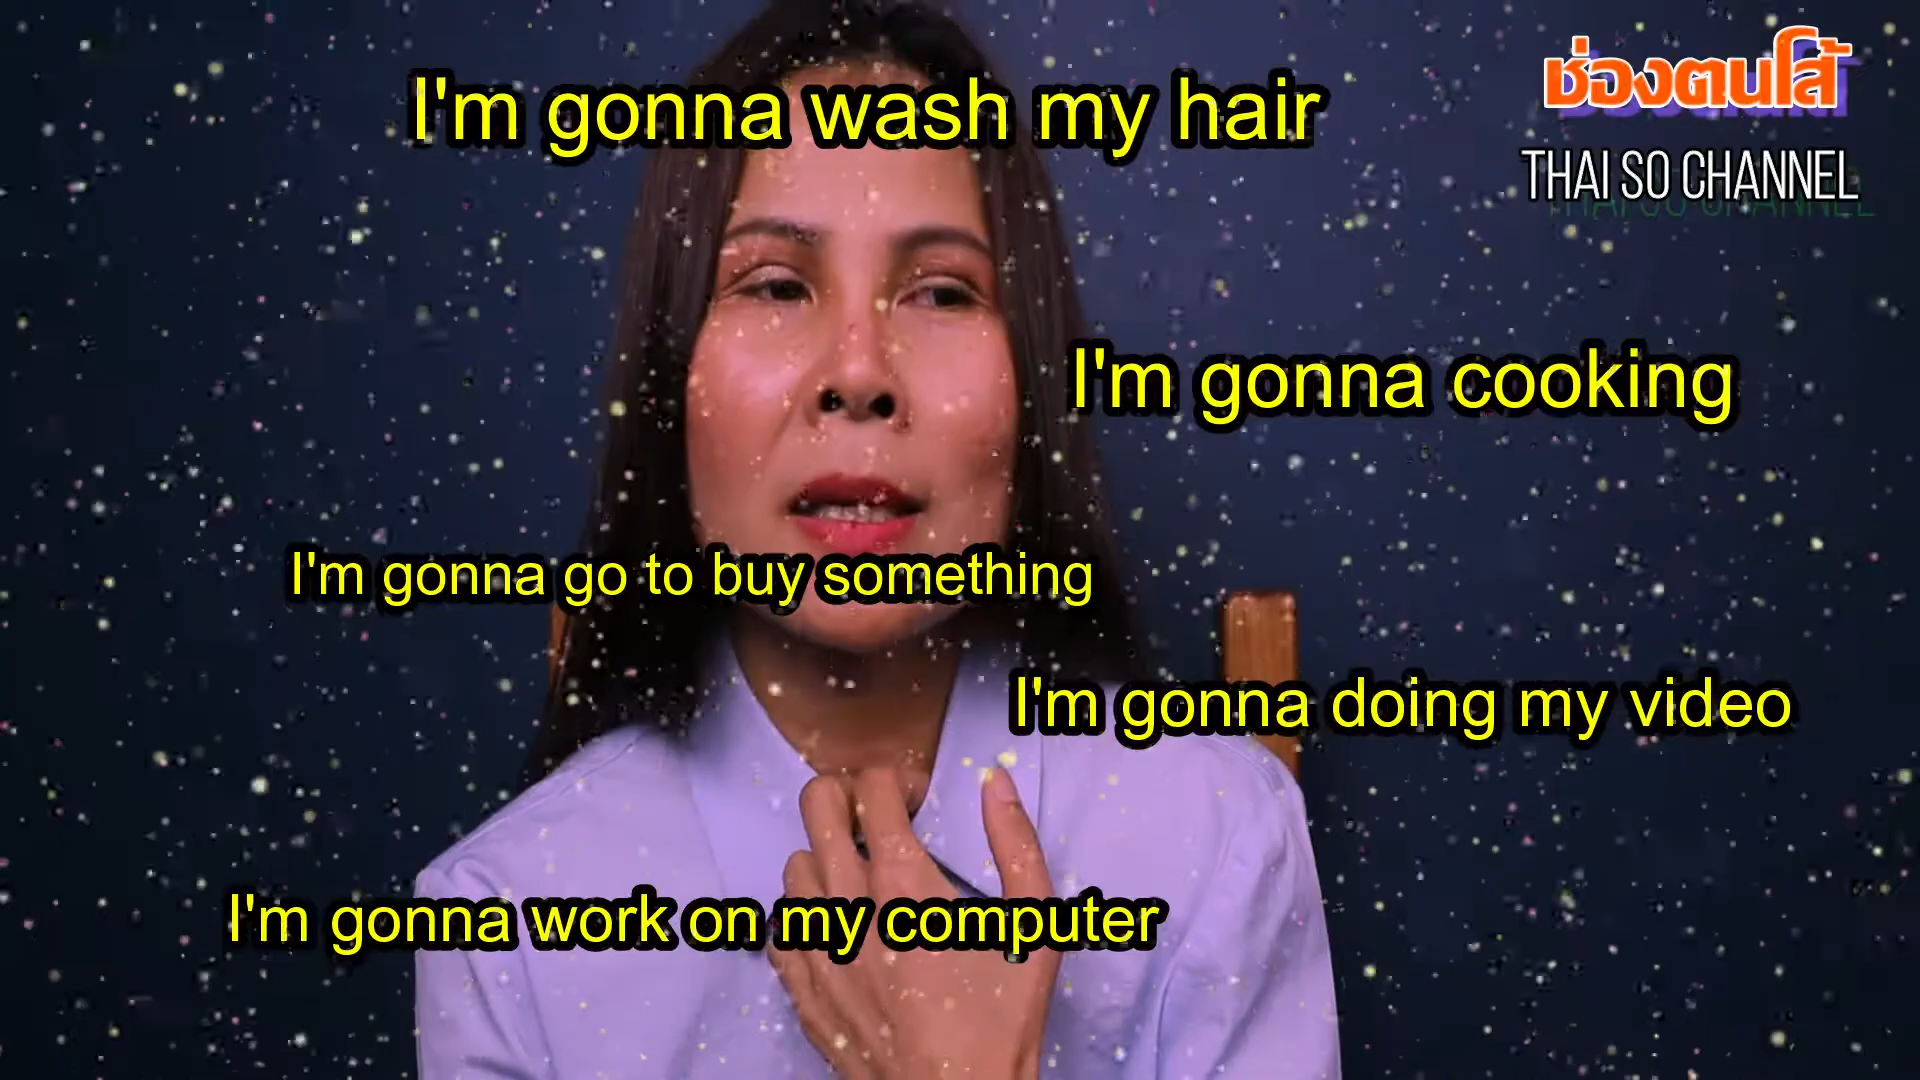 I'm gonna wash my hair
ช่องตนโส้
THAI SO CHANNEL
I'm gonna cooking
I'm gonna go to buy something
I'm gonna doing my video
I'm gonna work on my computer